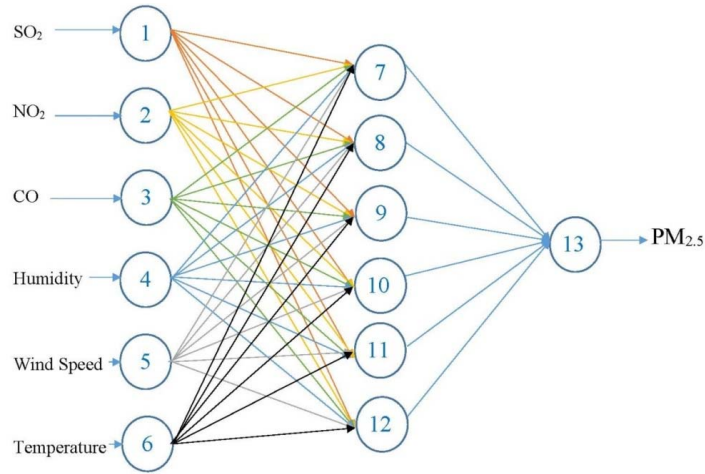 SO₂
1
NO₂
2
CO
3
Humidity
4
Wind Speed
5
Temperature
6
7
8
9
10
11
12
13
PM₂.₅